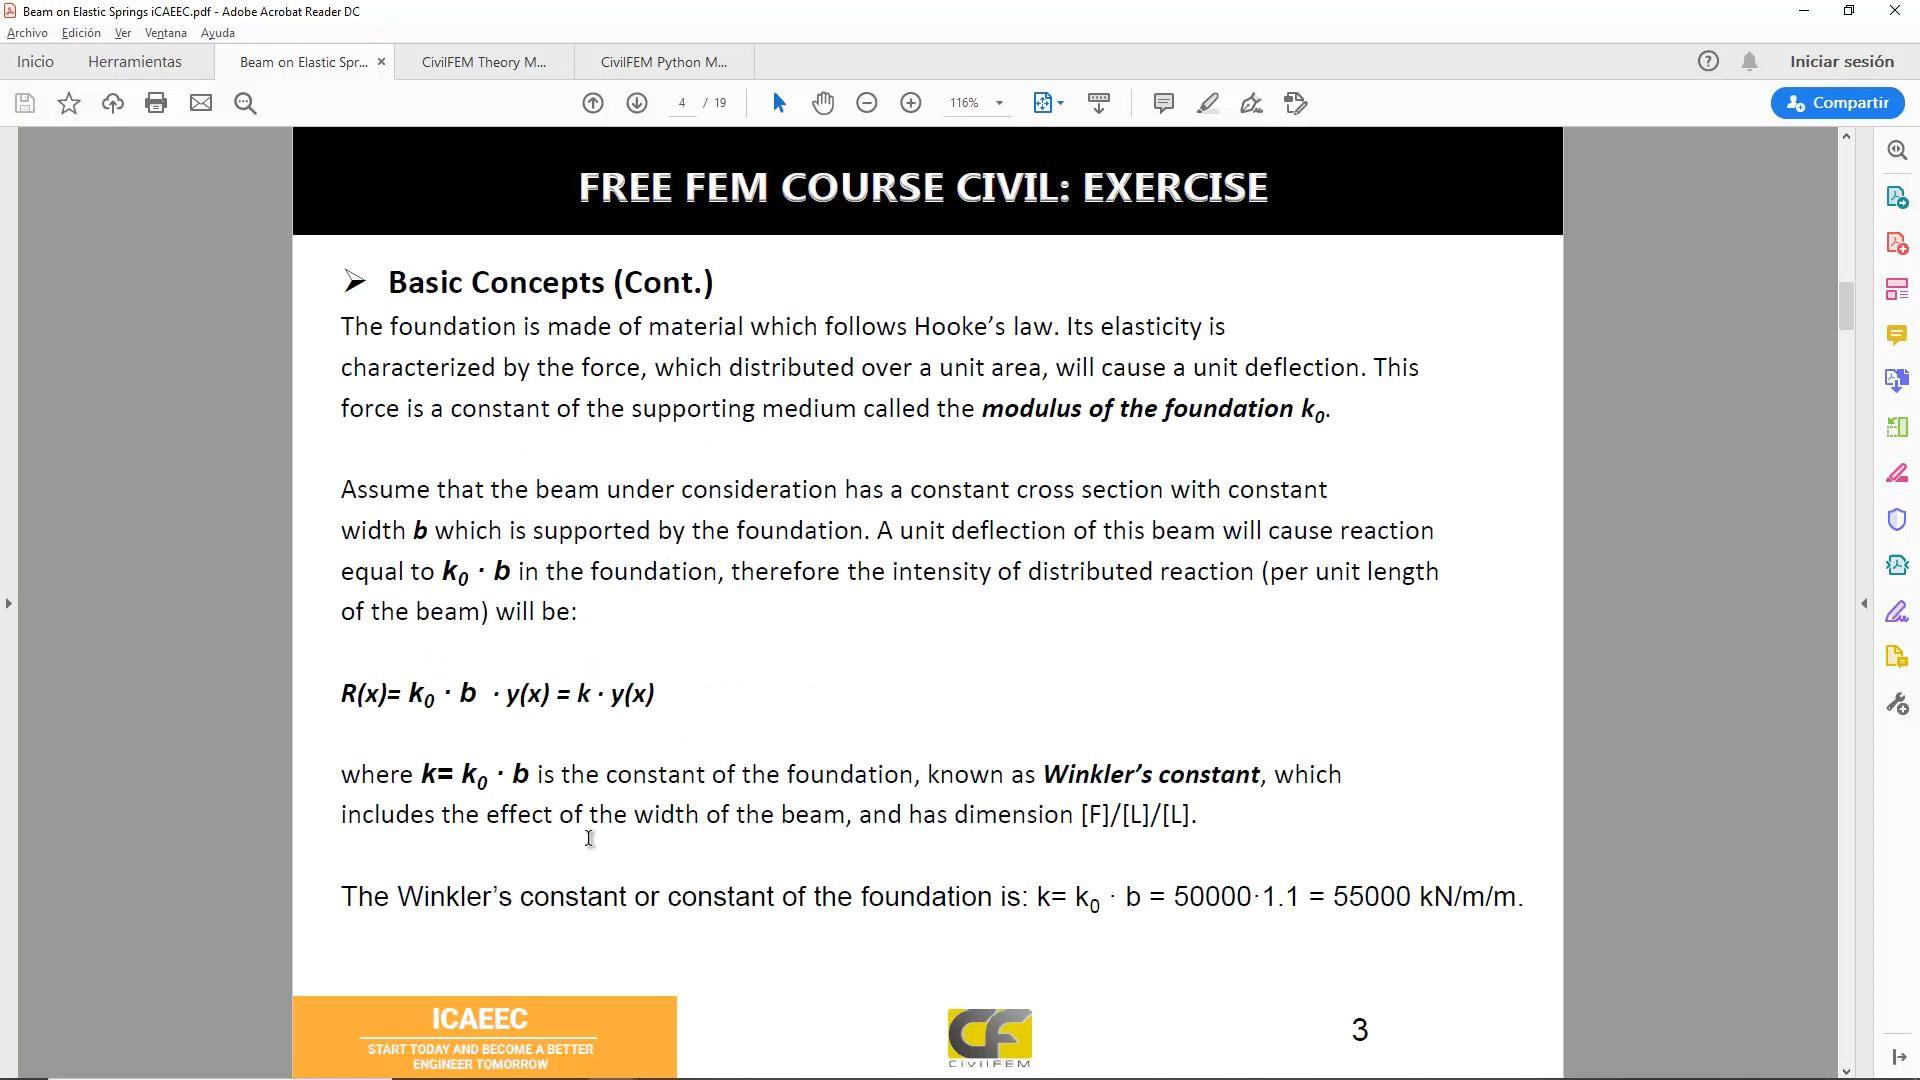 Beam on Elastic Springs iCAEEC.pdf - Adobe Acrobat Reader DC
Archivo Edición Ver Ventana Ayuda
Inicio Herramientas Beam on Elastic Spr... CivilFEM Theory M... CivilFEM Python M... Iniciar sesión
4 / 19 116% Compartir
FREE FEM COURSE CIVIL: EXERCISE
Basic Concepts (Cont.)
The foundation is made of material which follows Hooke’s law. Its elasticity is
characterized by the force, which distributed over a unit area, will cause a unit deflection. This
force is a constant of the supporting medium called the modulus of the foundation k0.
Assume that the beam under consideration has a constant cross section with constant
width b which is supported by the foundation. A unit deflection of this beam will cause reaction
equal to k0 · b in the foundation, therefore the intensity of distributed reaction (per unit length
of the beam) will be:
R(x)= k0 · b · y(x) = k · y(x)
where k= k0 · b is the constant of the foundation, known as Winkler’s constant, which
includes the effect of the width of the beam, and has dimension [F]/[L]/[L].
The Winkler’s constant or constant of the foundation is: k= k0 · b = 50000·1.1 = 55000 kN/m/m.
ICAEEC
START TODAY AND BECOME A BETTER
ENGINEER TOMORROW
CF
CIVILFEM
3